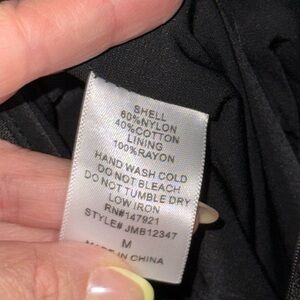 SHELL
60%NYLON
40%COTTON
LINING
100%RAYON
HAND WASH COLD
DO NOT BLEACH
DO NOT TUMBLE DRY
LOW IRON
RN#147921
STYLE# JMB12347
M
MADE IN CHINA